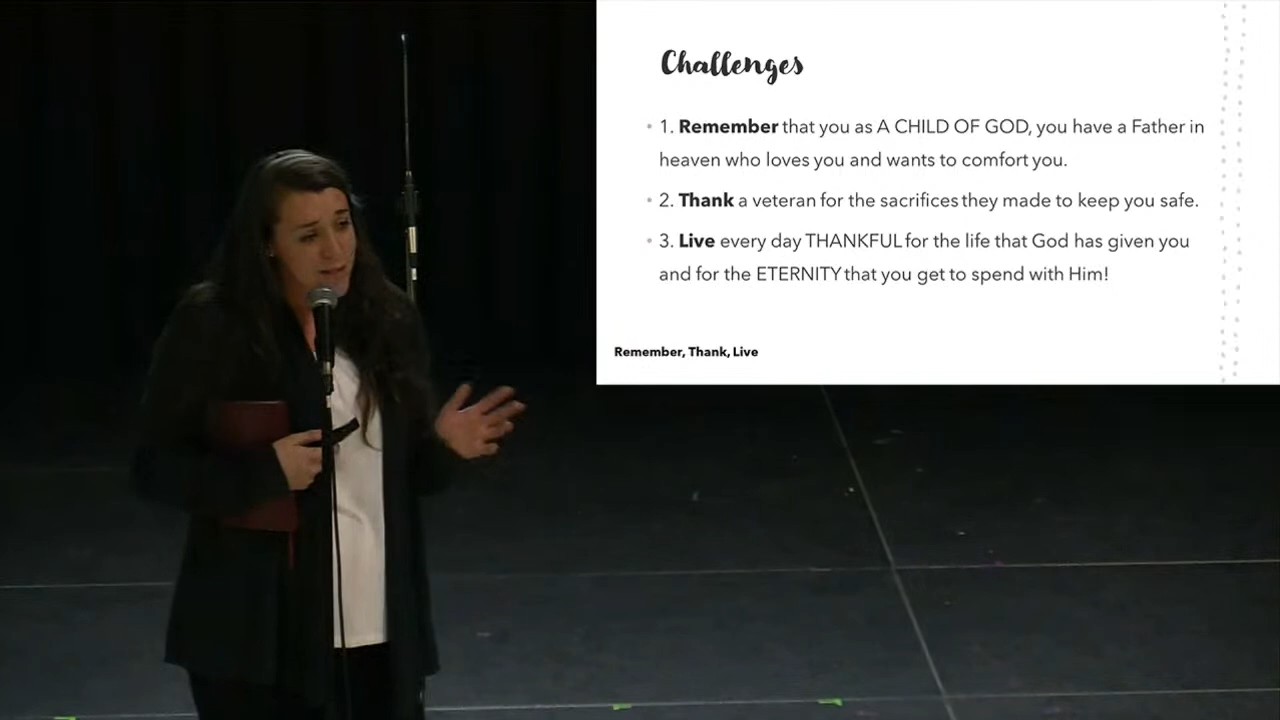 Challenges
• 1. Remember that you as A CHILD OF GOD, you have a Father in
heaven who loves you and wants to comfort you.
• 2. Thank a veteran for the sacrifices they made to keep you safe.
• 3. Live every day THANKFUL for the life that God has given you
and for the ETERNITY that you get to spend with Him!
Remember, Thank, Live